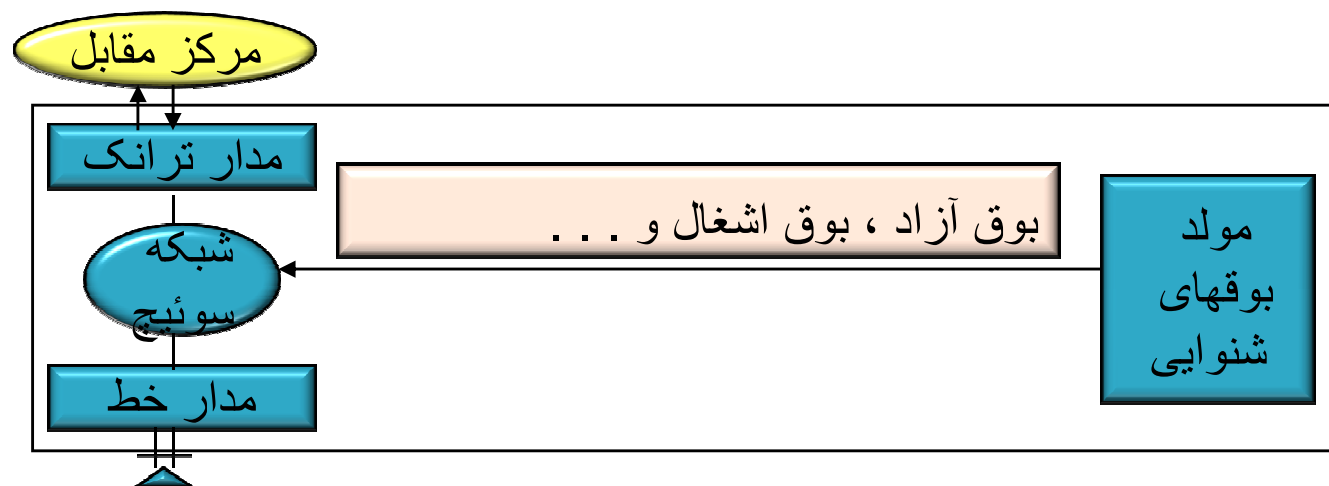 مرکز مقابل
مدار ترانک
بوق آزاد ، بوق اشغال و . . .
مولد
بوقهای
شنوایی
شبکه
سوئیچ
مدار خط